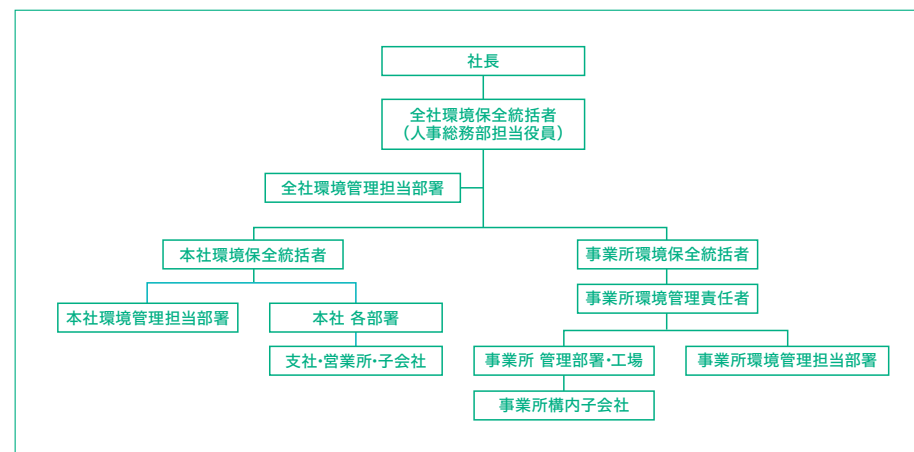 社長
全社環境保全統括者
（人事総務部担当役員）
全社環境管理担当部署
本社環境保全統括者
事業所環境保全統括者
事業所環境管理責任者
本社環境管理担当部署
本社 各部署
支社・営業所・子会社
事業所 管理部署・工場
事業所環境管理担当部署
事業所構内子会社